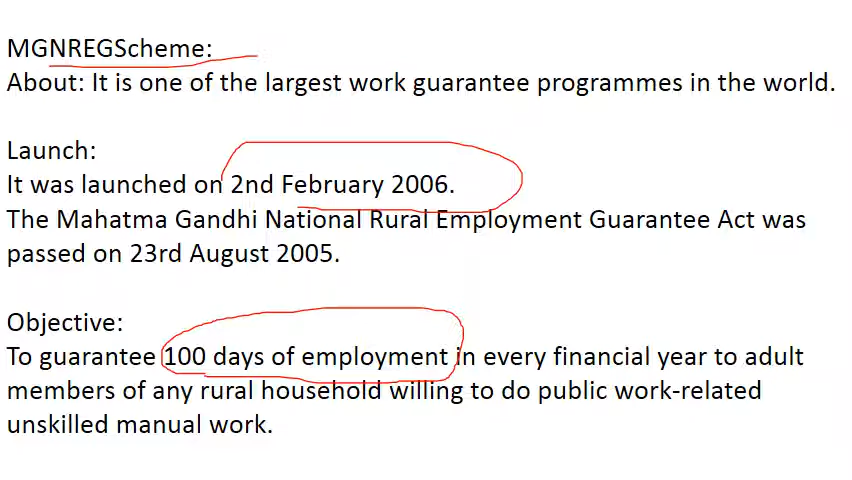 MGNREGScheme:
About: It is one of the largest work guarantee programmes in the world.
Launch:
It was launched on 2nd February 2006.
The Mahatma Gandhi National Rural Employment Guarantee Act was
passed on 23rd August 2005.
Objective:
To guarantee 100 days of employment in every financial year to adult
members of any rural household willing to do public work-related
unskilled manual work.